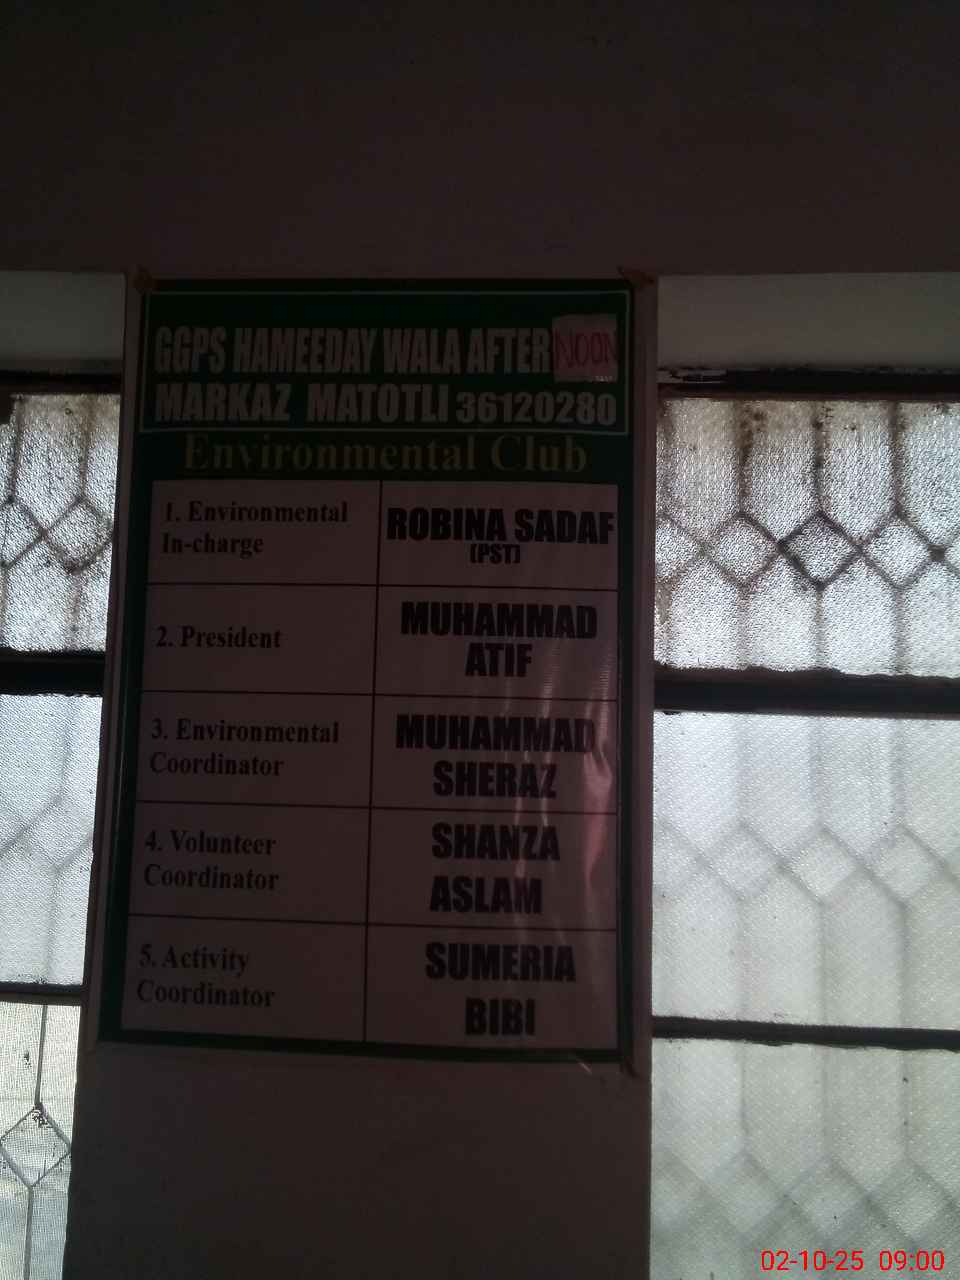 GGPS HAMEEDAY WALA AFTER NOON
MARKAZ MATOTLI 36120280
Environmental Club
1. Environmental
In-charge
ROBINA SADAF
(PST)
2. President
MUHAMMAD
ATIF
3. Environmental
Coordinator
MUHAMMAD
SHERAZ
4. Volunteer
Coordinator
SHANZA
ASLAM
5. Activity
Coordinator
SUMERIA
BIBI
02-10-25 09:00